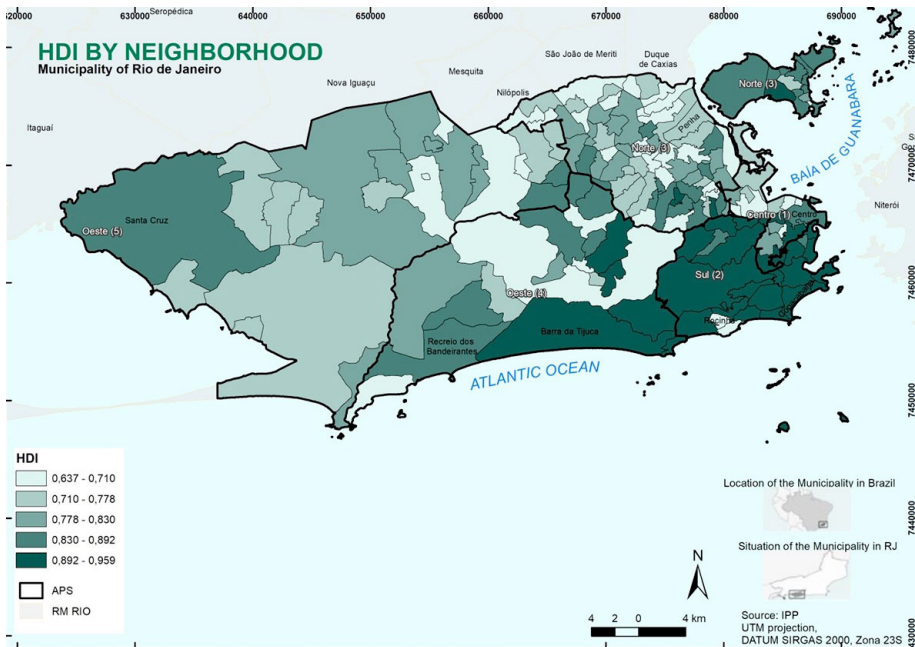 620000 630000 640000 650000 660000 670000 680000 690000
Seropédica
HDI BY NEIGHBORHOOD
Municipality of Rio de Janeiro
São João de Meriti
Duque
de Caxias
Mesquita
Nova Iguaçu
Nilópolis
Itaguaí
7480000
Norte (3)
BAÍA DE GUANABARA
Penha
Norte (3)
7470000
Niterói
Santa Cruz
Oeste (5)
Centro (1)
Centro
Sul (2)
7460000
Oeste (4)
Copacabana
Rocinha
Barra da Tijuca
Recreio dos
Bandeirantes
ATLANTIC OCEAN
7450000
HDI
0,637 - 0,710
0,710 - 0,778
0,778 - 0,830
0,830 - 0,892
0,892 - 0,959
APS
RM RIO
Location of the Municipality in Brazil
7440000
Situation of the Municipality in RJ
N
4 2 0 4 km
Source: IPP
UTM projection,
DATUM SIRGAS 2000, Zona 23S
7430000